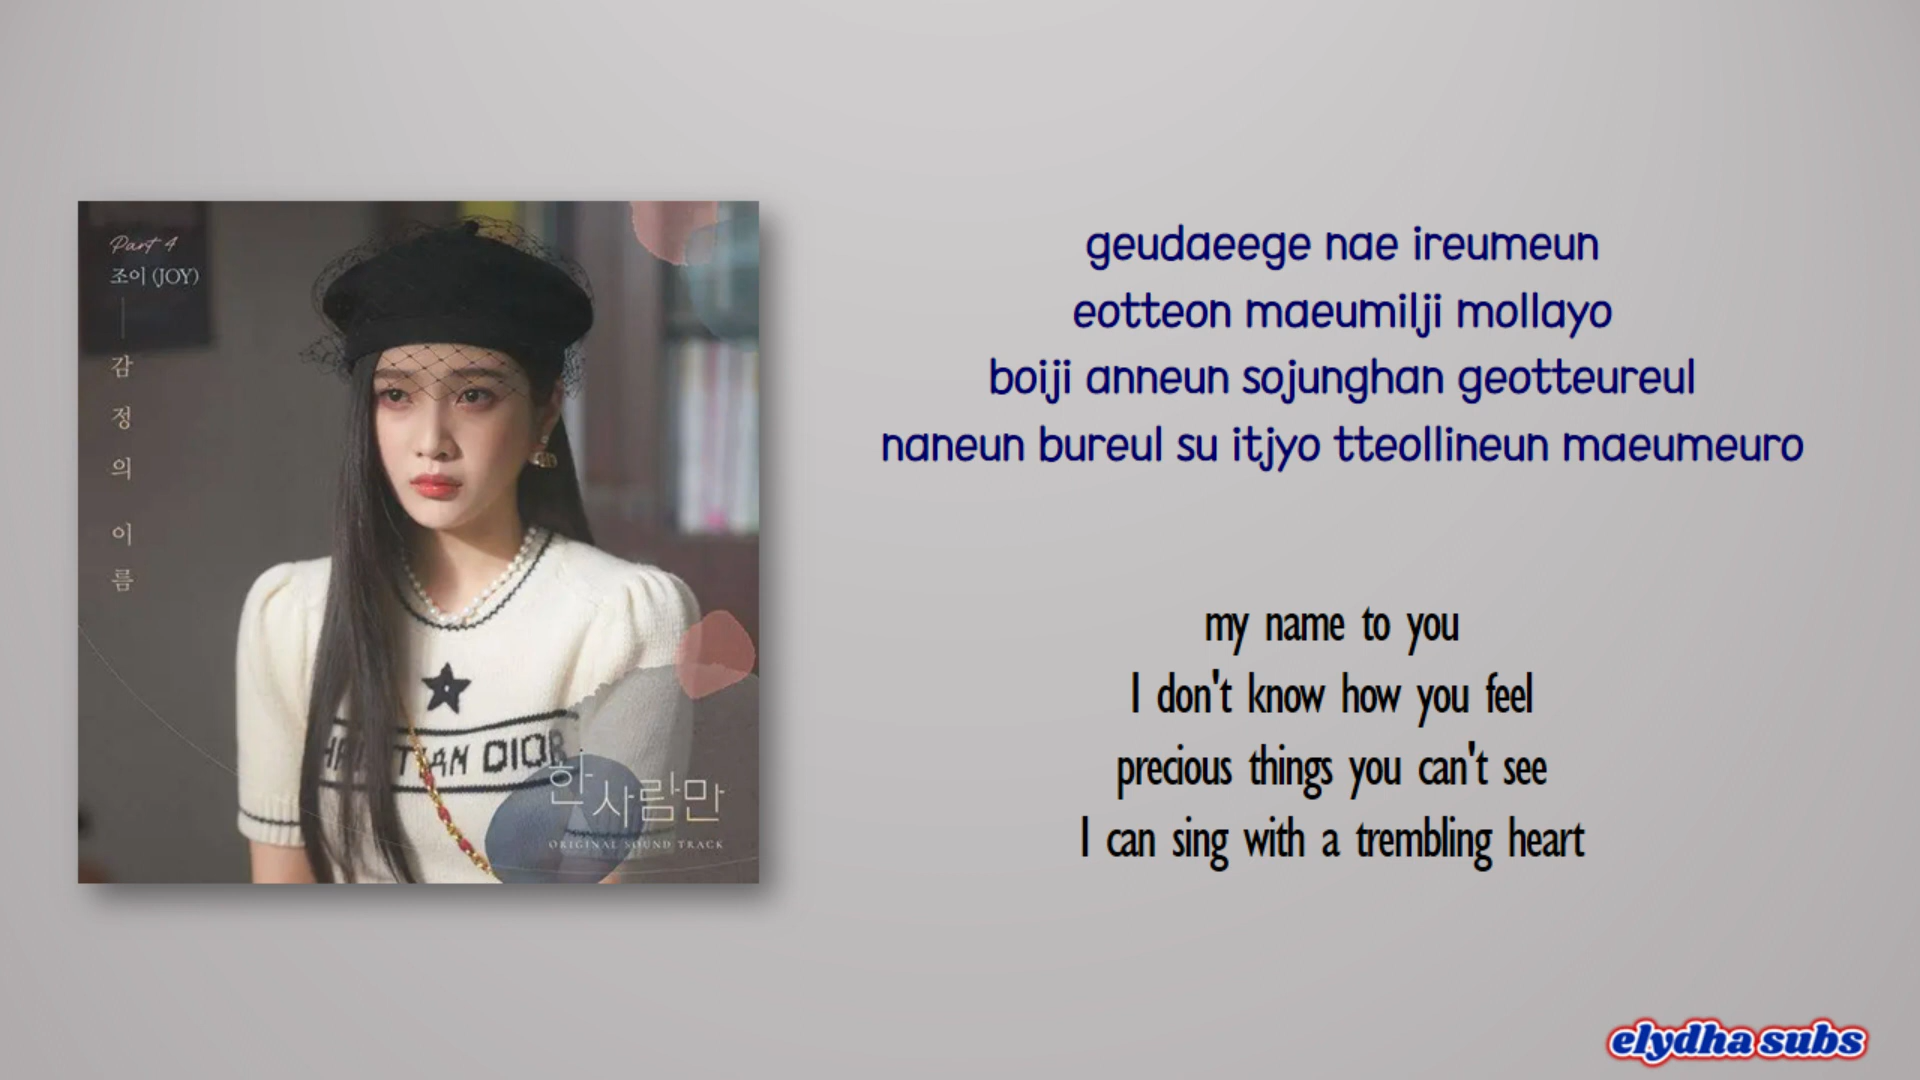 Part 4
조이 (JOY)
감정의 이름
CHRISTIAN DIOR
한사람만
ORIGINAL SOUND TRACK
geudaeege nae ireumeun
eotteon maeumilji mollayo
boiji anneun sojunghan geotteureul
naneun bureul su itjyo tteollineun maeumeuro
my name to you
I don't know how you feel
precious things you can't see
I can sing with a trembling heart
elydha subs